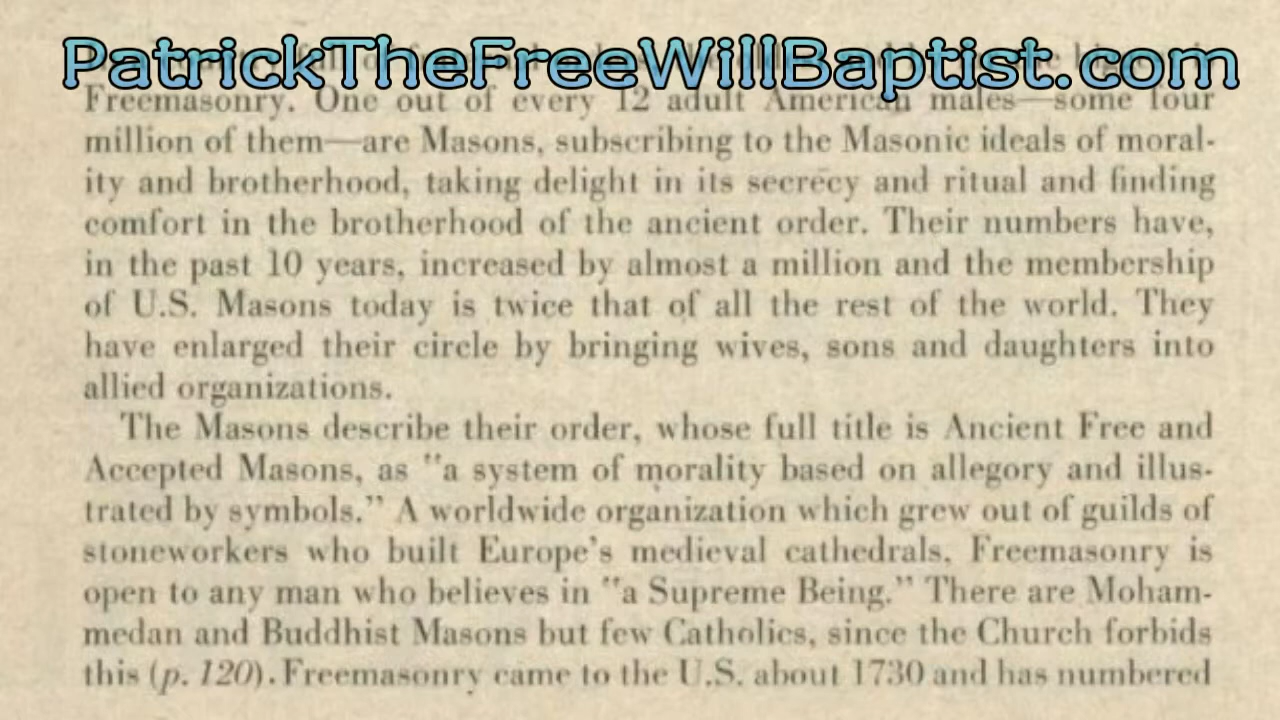 PatrickTheFreeWillBaptist.com
Freemasonry. One out of every 12 adult American males—some four
million of them—are Masons, subscribing to the Masonic ideals of moral-
ity and brotherhood, taking delight in its secrecy and ritual and finding
comfort in the brotherhood of the ancient order. Their numbers have,
in the past 10 years, increased by almost a million and the membership
of U.S. Masons today is twice that of all the rest of the world. They
have enlarged their circle by bringing wives, sons and daughters into
allied organizations.
The Masons describe their order, whose full title is Ancient Free and
Accepted Masons, as "a system of morality based on allegory and illus-
trated by symbols." A worldwide organization which grew out of guilds of
stoneworkers who built Europe's medieval cathedrals, Freemasonry is
open to any man who believes in "a Supreme Being." There are Moham-
medan and Buddhist Masons but few Catholics, since the Church forbids
this (p. 120). Freemasonry came to the U.S. about 1730 and has numbered